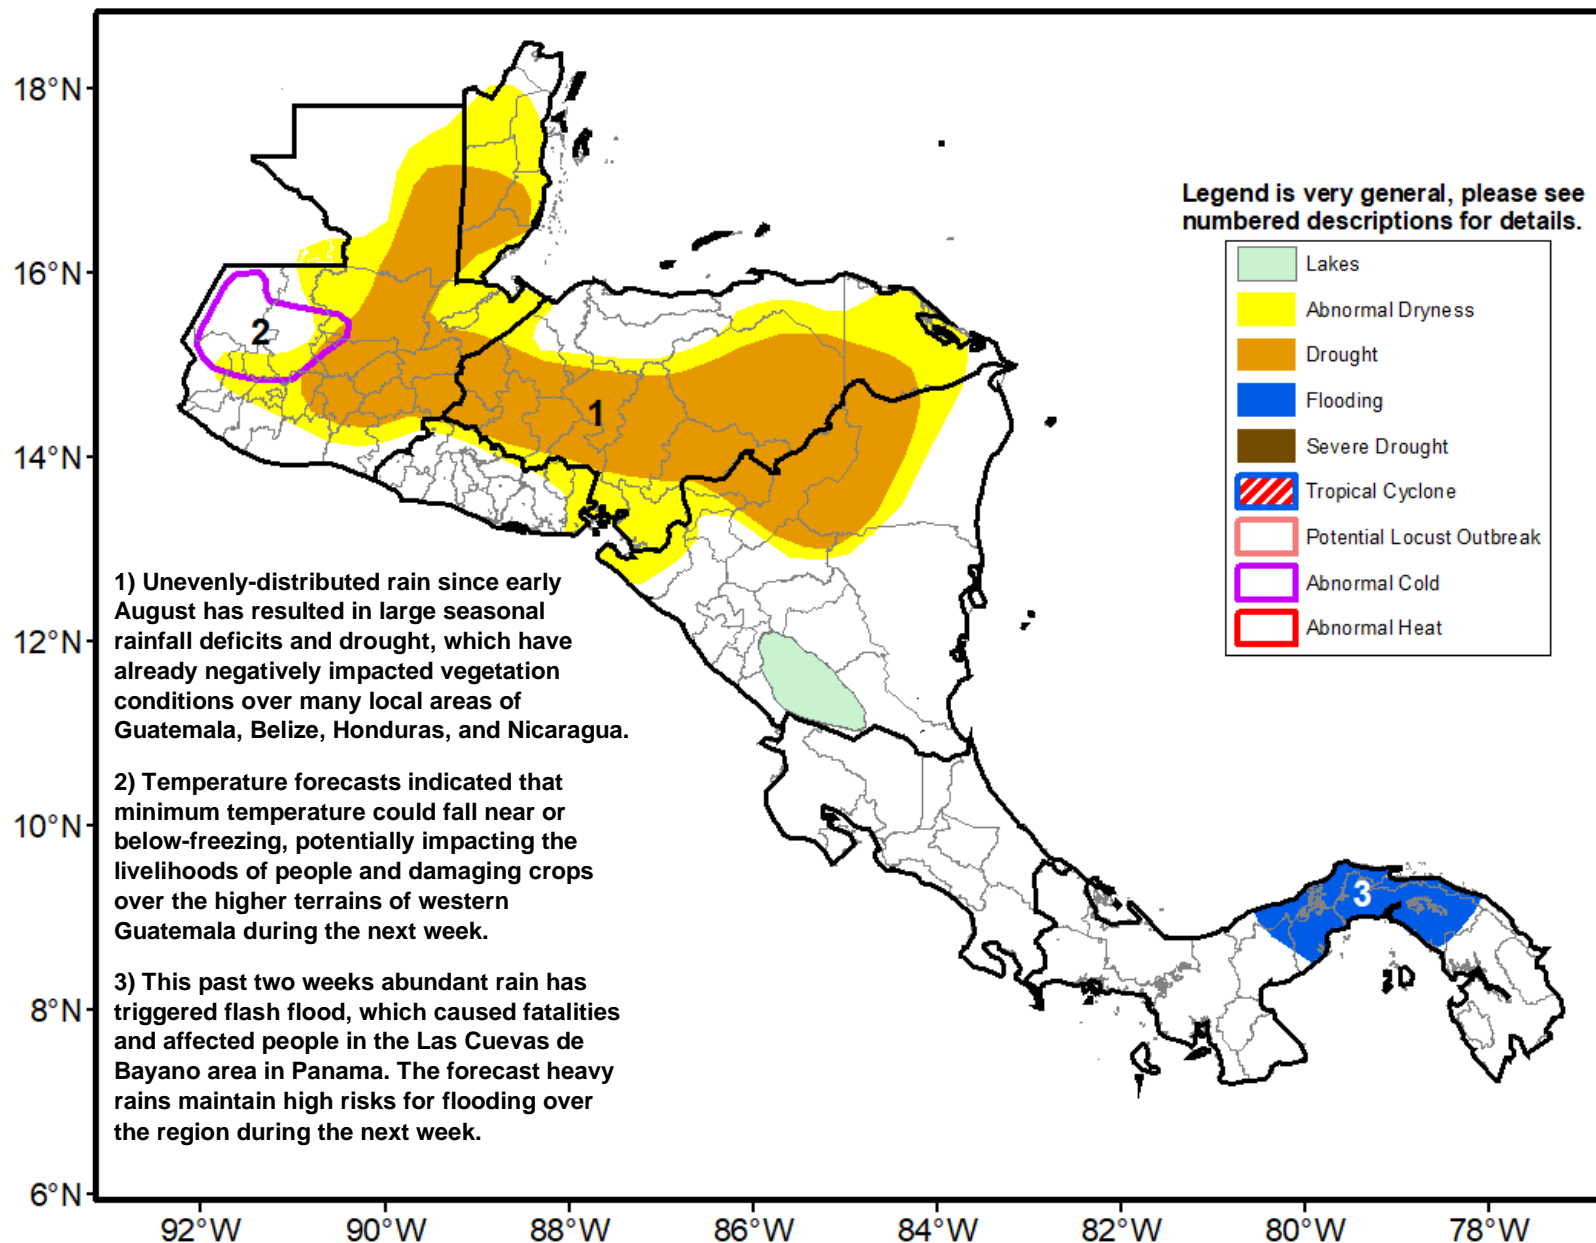 18°N
16°N
14°N
12°N
10°N
8°N
6°N
92°W
90°W
88°W
86°W
84°W
82°W
80°W
78°W
Legend is very general, please see
numbered descriptions for details.
Lakes
Abnormal Dryness
Drought
Flooding
Severe Drought
Tropical Cyclone
Potential Locust Outbreak
Abnormal Cold
Abnormal Heat
2
1
3
1) Unevenly-distributed rain since early
August has resulted in large seasonal
rainfall deficits and drought, which have
already negatively impacted vegetation
conditions over many local areas of
Guatemala, Belize, Honduras, and Nicaragua.
2) Temperature forecasts indicated that
minimum temperature could fall near or
below-freezing, potentially impacting the
livelihoods of people and damaging crops
over the higher terrains of western
Guatemala during the next week.
3) This past two weeks abundant rain has
triggered flash flood, which caused fatalities
and affected people in the Las Cuevas de
Bayano area in Panama. The forecast heavy
rains maintain high risks for flooding over
the region during the next week.